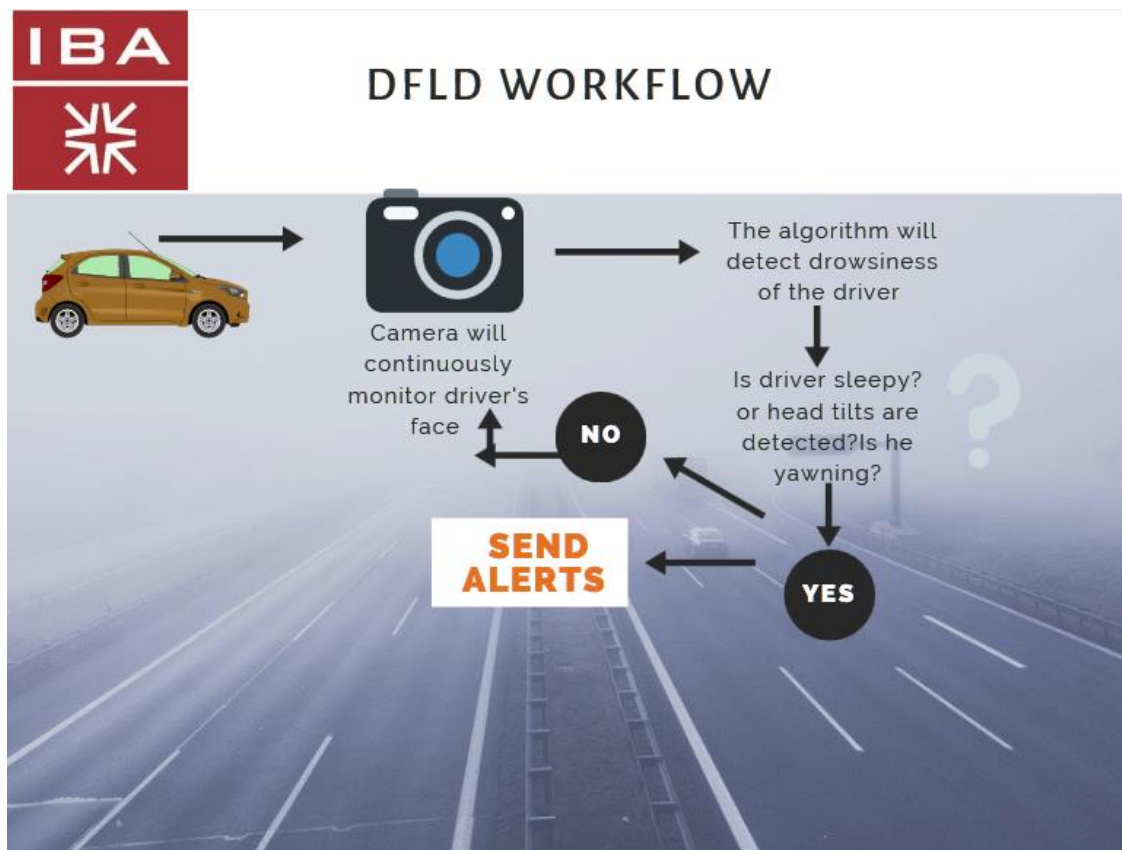 IBA
DFLD WORKFLOW
The algorithm will
detect drowsiness
of the driver
Camera will
continuously
monitor driver's
face
Is driver sleepy?
or head tilts are
detected?Is he
yawning?
?
NO
SEND
ALERTS
YES